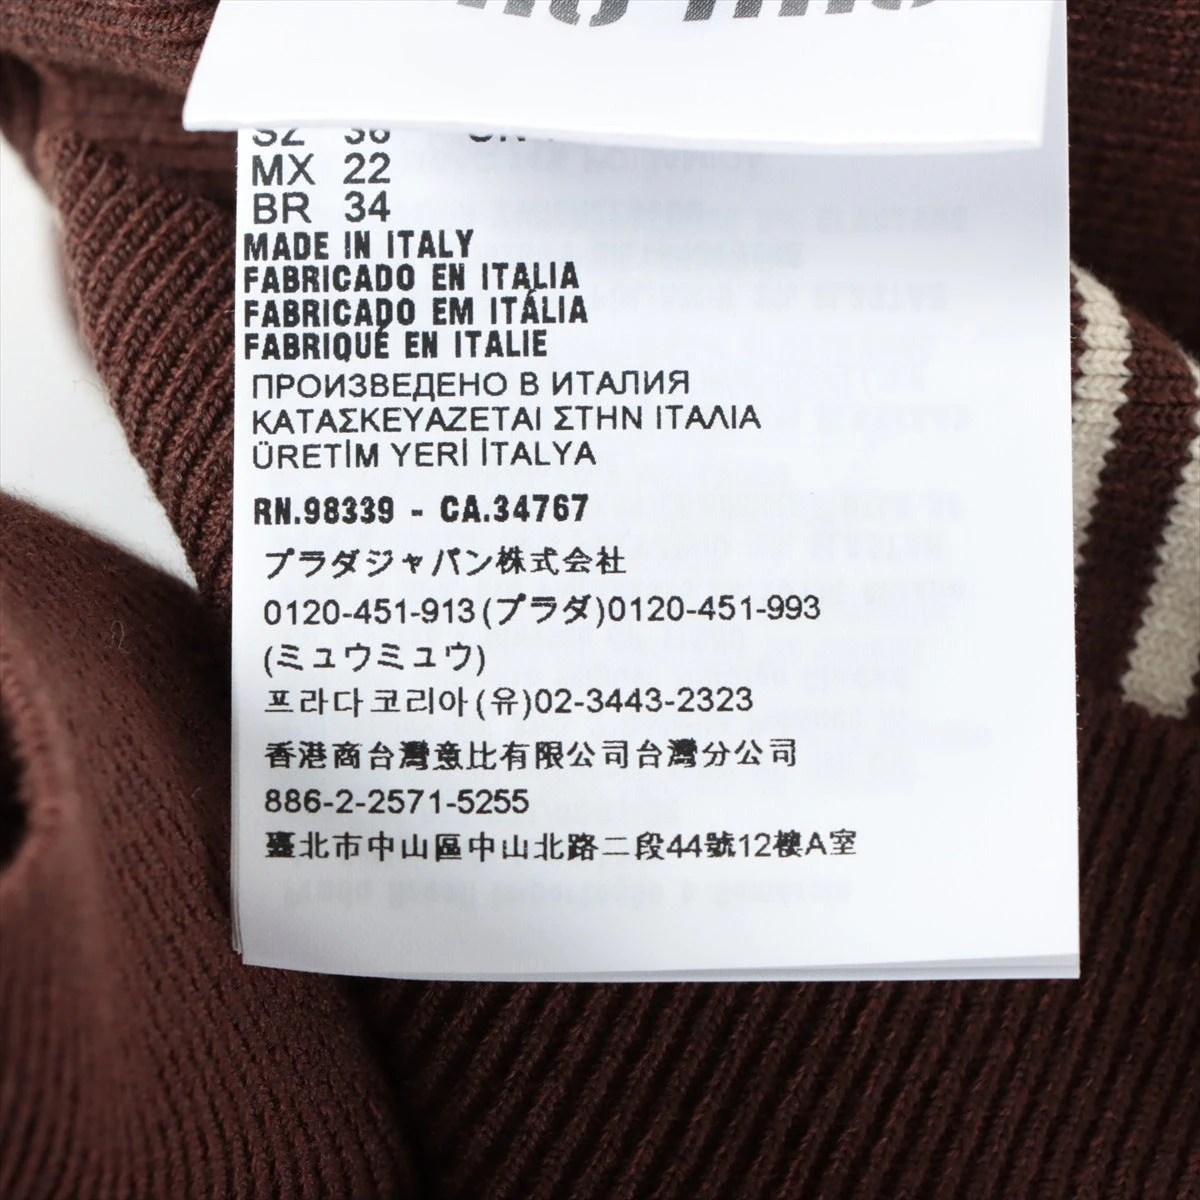 SZ 36
MX 22
BR 34
MADE IN ITALY
FABRICADO EN ITALIA
FABRICADO EM ITÁLIA
FABRIQUÉ EN ITALIE
ПРОИЗВЕДЕНО В ИТАЛИЯ
ΚΑΤΑΣΚΕΥΑΖΕΤΑΙ ΣΤΗΝ ΙΤΑΛΙΑ
ÜRETİM YERİ İTALYA
RN.98339 - CA.34767
プラダジャパン株式会社
0120-451-913(プラダ)0120-451-993
(ミュウミュウ)
프라다코리아(유)02-3443-2323
香港商台灣意比有限公司台灣分公司
886-2-2571-5255
臺北市中山區中山北路二段44號12樓A室